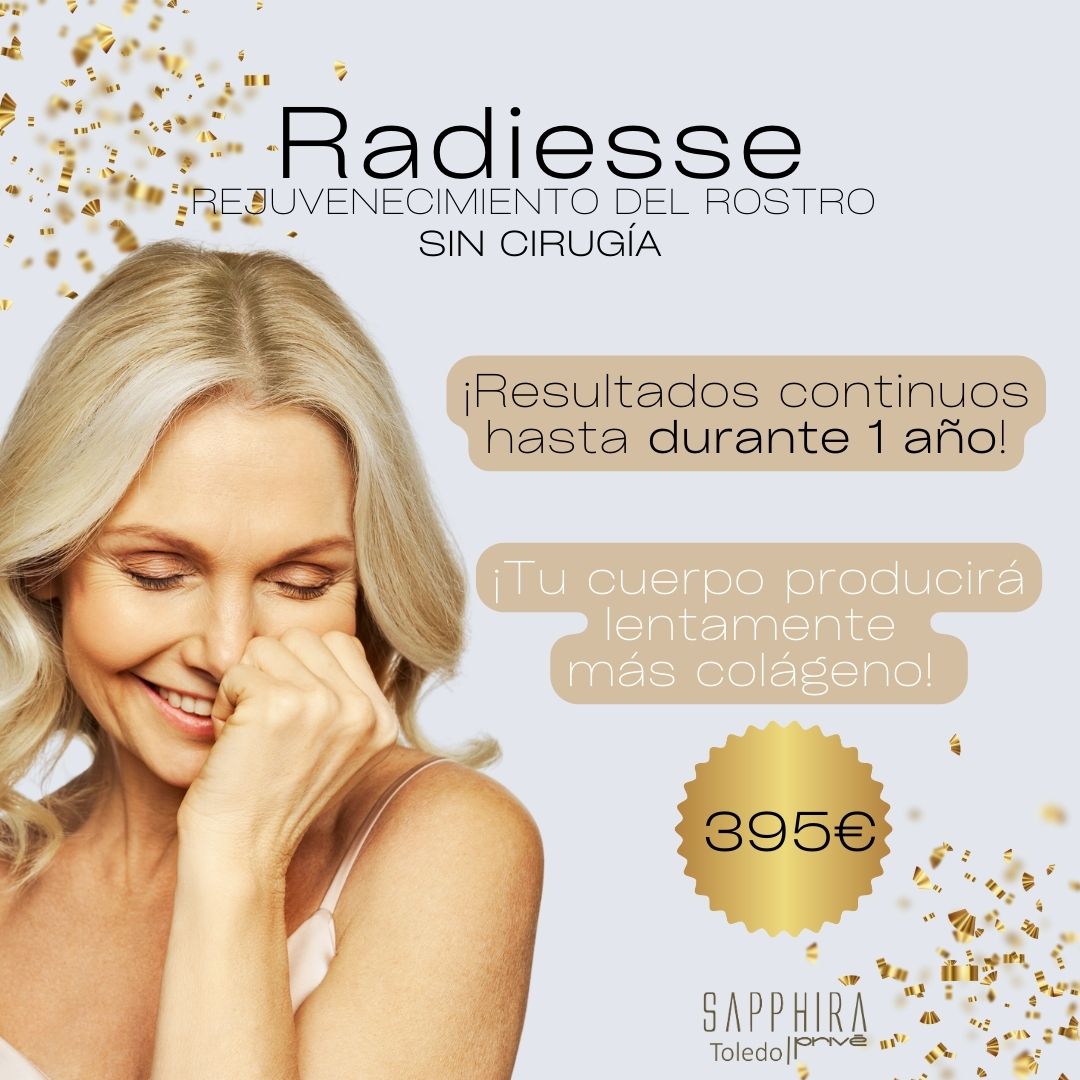 Radiesse
REJUVENECIMIENTO DEL ROSTRO
SIN CIRUGÍA
¡Resultados continuos
hasta durante 1 año!
¡Tu cuerpo producirá
lentamente
más colágeno!
395€
SAPPHIRA
Toledo privé